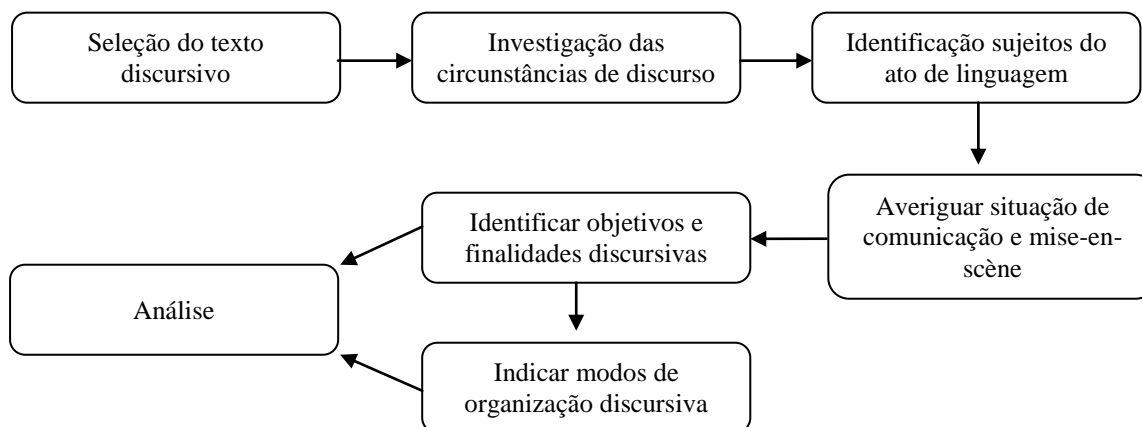 Seleção do texto
discursivo
Investigação das
circunstâncias de discurso
Identificação sujeitos do
ato de linguagem
Averiguar situação de
comunicação e mise-en-
scène
Identificar objetivos e
finalidades discursivas
Análise
Indicar modos de
organização discursiva